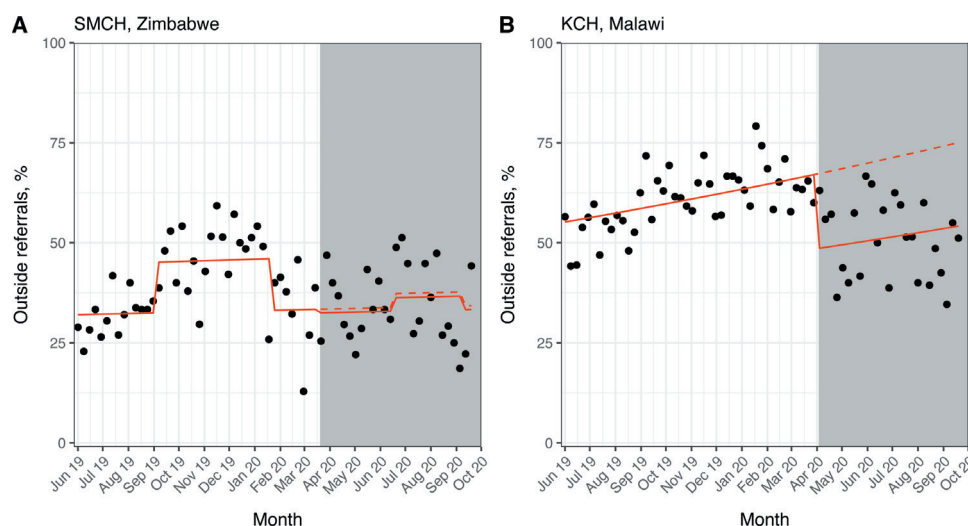 A SMCH, Zimbabwe
100
75
50
25
0
Outside referrals, %
Jun 19
Jul 19
Aug 19
Sep 19
Oct 19
Nov 19
Dec 19
Jan 20
Feb 20
Mar 20
Apr 20
May 20
Jun 20
Jul 20
Aug 20
Sep 20
Oct 20
Month
B KCH, Malawi
100
75
50
25
0
Outside referrals, %
Jun 19
Jul 19
Aug 19
Sep 19
Oct 19
Nov 19
Dec 19
Jan 20
Feb 20
Mar 20
Apr 20
May 20
Jun 20
Jul 20
Aug 20
Sep 20
Oct 20
Month